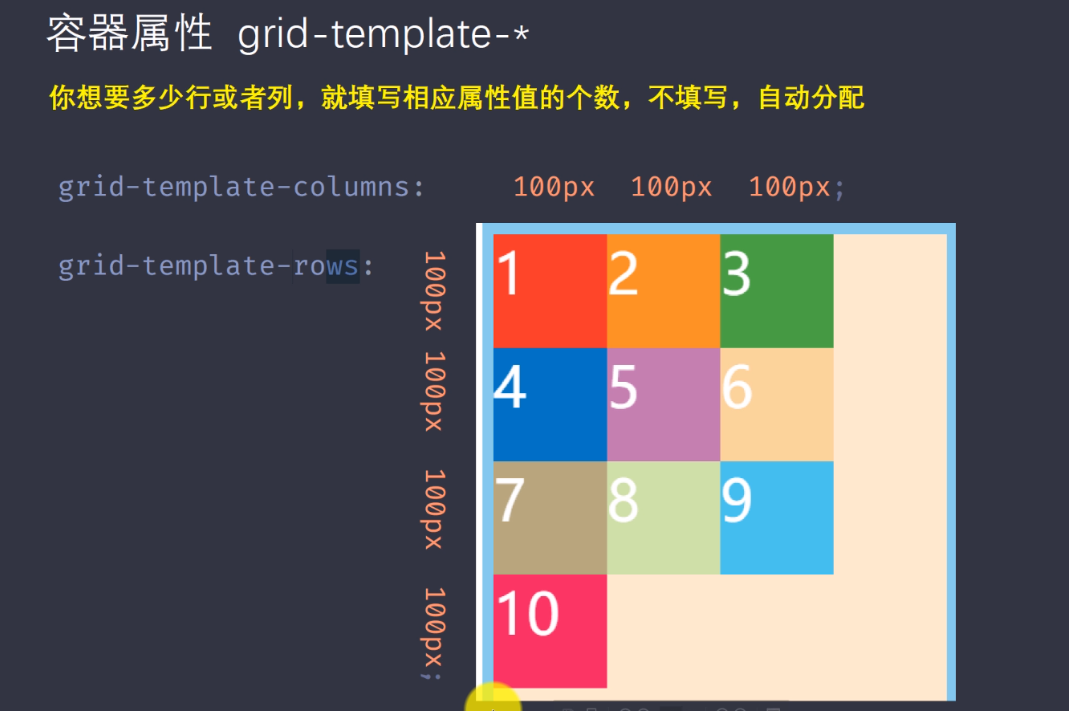 容器属性 grid-template-*
你想要多少行或者列，就填写相应属性值的个数，不填写，自动分配
grid-template-columns: 100px 100px 100px;
grid-template-rows: 100px 100px 100px 100px;
1 2 3
4 5 6
7 8 9
10